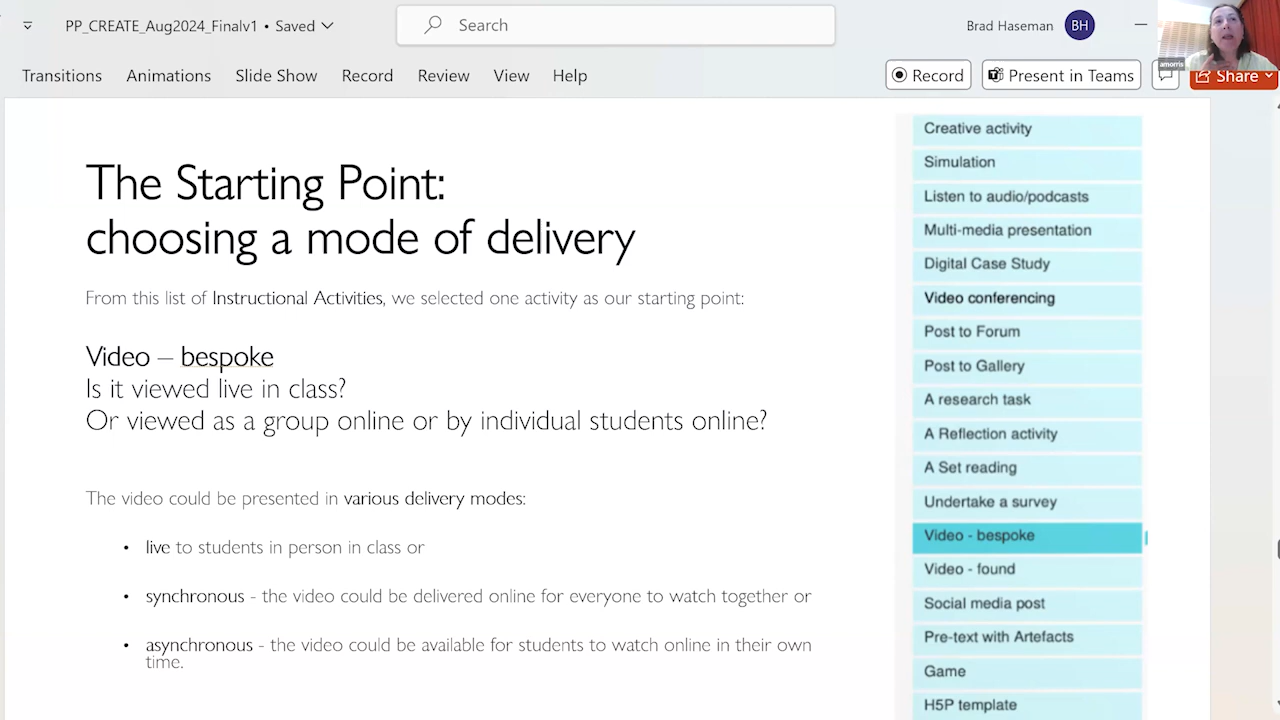 PP_CREATE_Aug2024_Finalv1 • Saved
Search
Brad Haseman
BH
amorris
Transitions
Animations
Slide Show
Record
Review
View
Help
Record
Present in Teams
Share
The Starting Point:
choosing a mode of delivery
From this list of Instructional Activities, we selected one activity as our starting point:
Video – bespoke
Is it viewed live in class?
Or viewed as a group online or by individual students online?
The video could be presented in various delivery modes:
• live to students in person in class or
• synchronous - the video could be delivered online for everyone to watch together or
• asynchronous - the video could be available for students to watch online in their own
time.
Creative activity
Simulation
Listen to audio/podcasts
Multi-media presentation
Digital Case Study
Video conferencing
Post to Forum
Post to Gallery
A research task
A Reflection activity
A Set reading
Undertake a survey
Video - bespoke
Video - found
Social media post
Pre-text with Artefacts
Game
H5P template